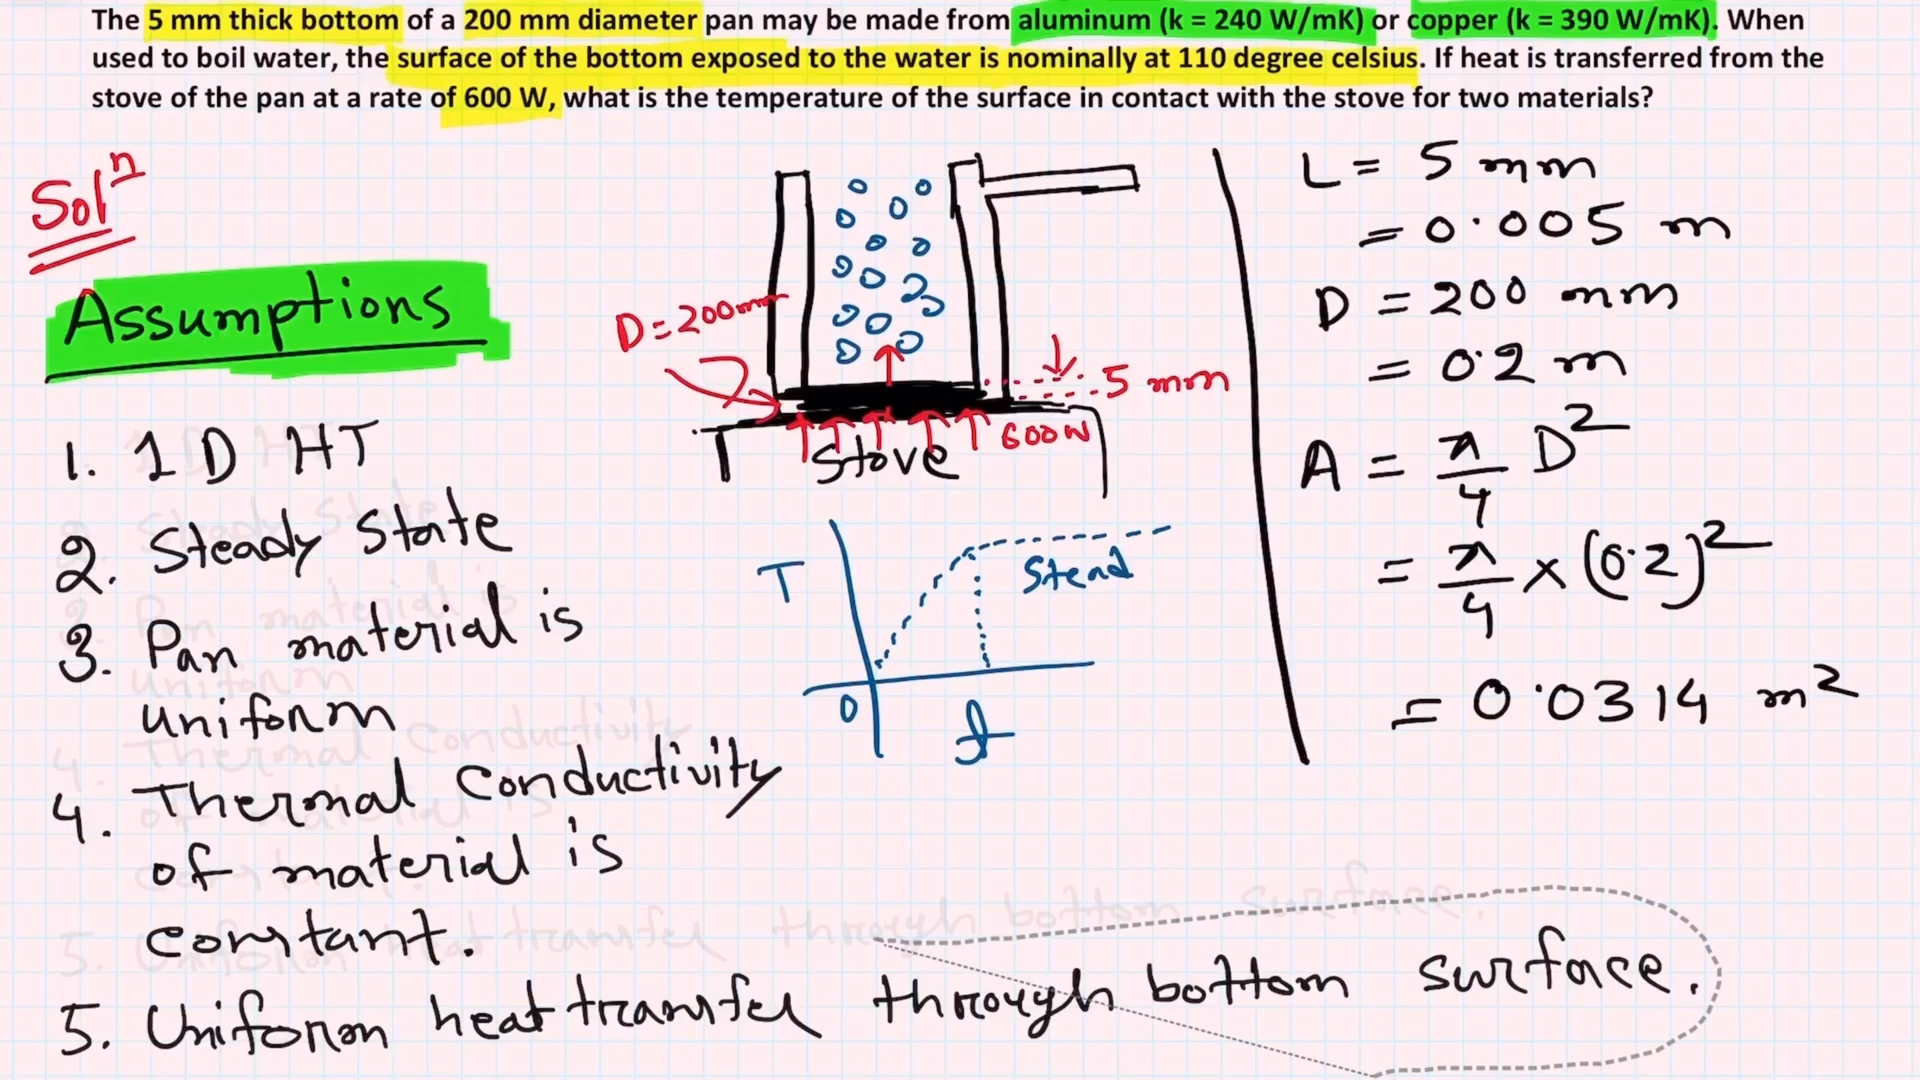 The 5 mm thick bottom of a 200 mm diameter pan may be made from aluminum (k = 240 W/mK) or copper (k = 390 W/mK). When
used to boil water, the surface of the bottom exposed to the water is nominally at 110 degree celsius. If heat is transferred from the
stove of the pan at a rate of 600 W, what is the temperature of the surface in contact with the stove for two materials?
Solⁿ
Assumptions
1. 1D HT
2. Steady State
3. Pan material is
uniform
4. Thermal Conductivity
of material is
constant.
5. Uniform heat transfer through bottom surface.
D = 200 mm
5 mm
600 W
Stove
T
Stead
0
t
L = 5 mm
= 0.005 m
D = 200 mm
= 0.2 m
A = π/4 D²
= π/4 × (0.2)²
= 0.0314 m²